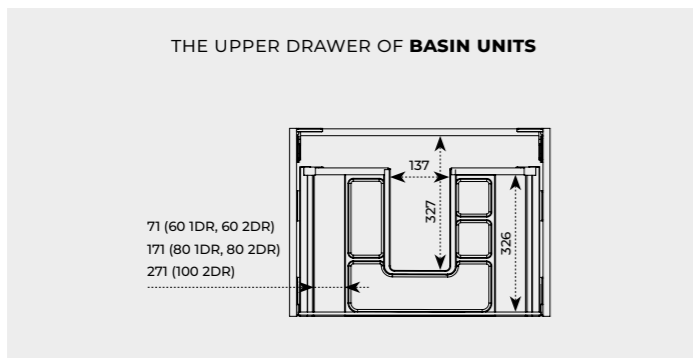 THE UPPER DRAWER OF BASIN UNITS
137
327
326
71 (60 1DR, 60 2DR)
171 (80 1DR, 80 2DR)
271 (100 2DR)